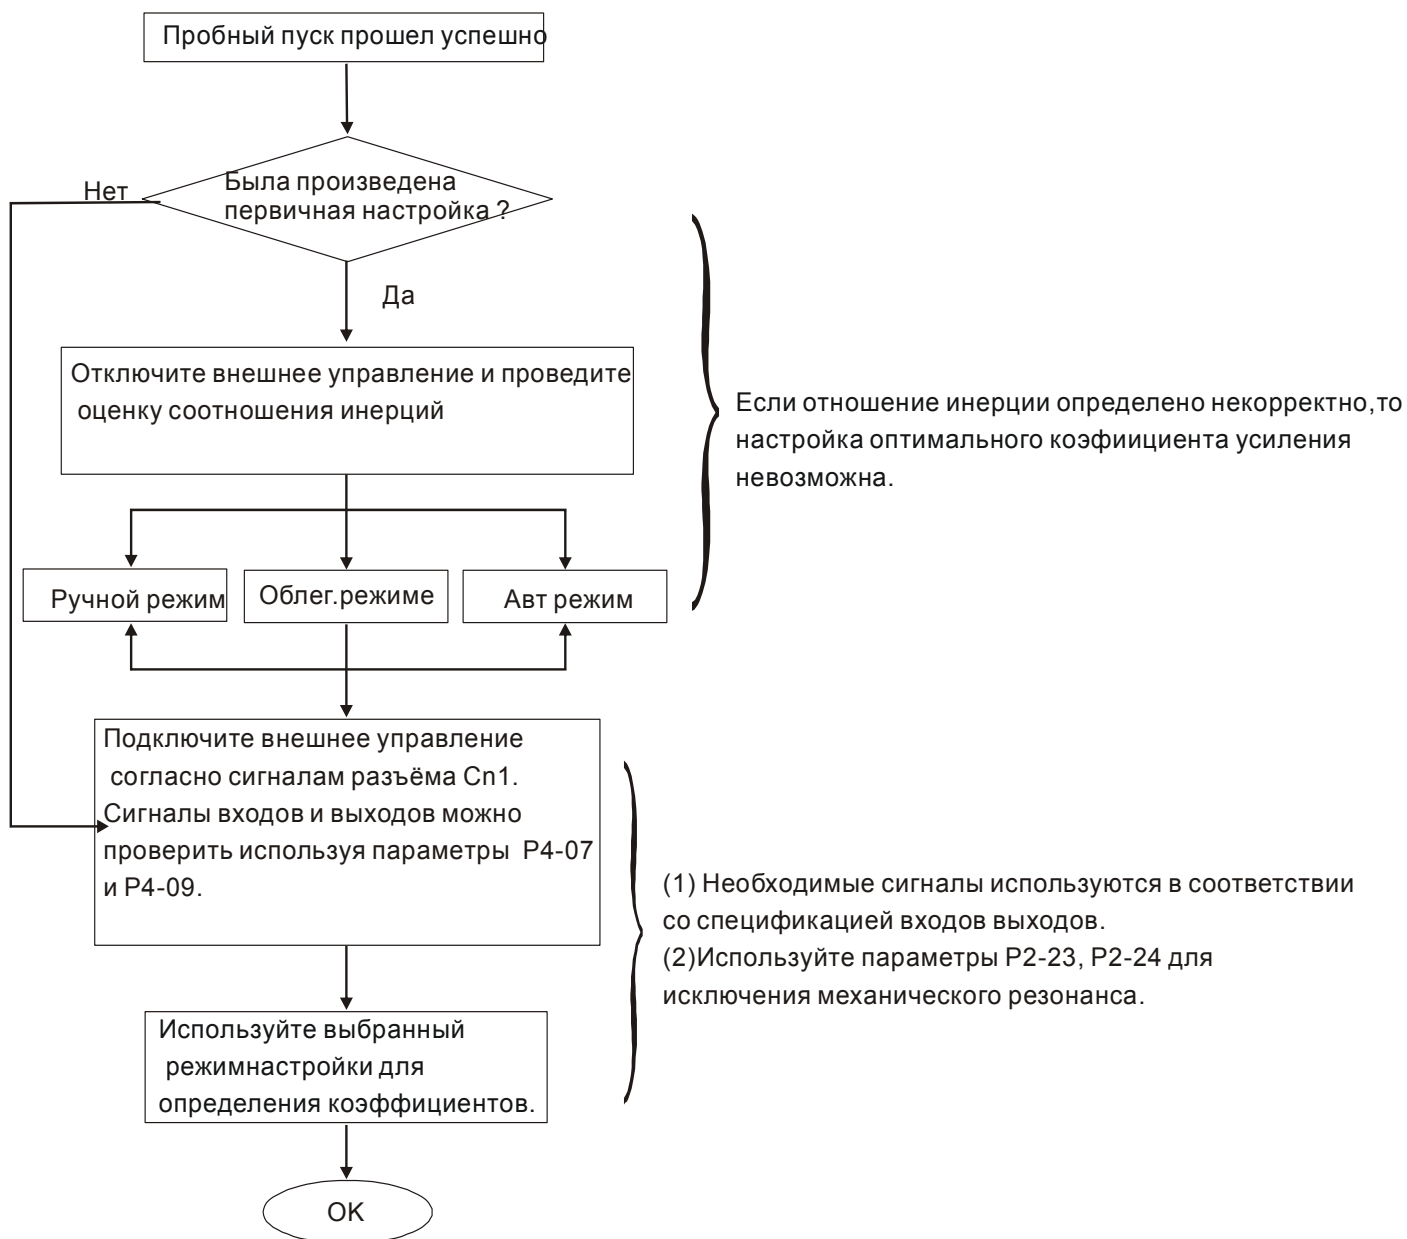 Пробный пуск прошел успешно
Была произведена
первичная настройка ?
Нет
Да
Отключите внешнее управление и проведите
оценку соотношения инерций
Если отношение инерции определено некорректно,то
настройка оптимального коэфиициента усиления
невозможна.
Ручной режим
Облег.режиме
Авт режим
Подключите внешнее управление
согласно сигналам разъёма Cn1.
Сигналы входов и выходов можно
проверить используя параметры P4-07
и P4-09.
(1) Необходимые сигналы используются в соответствии
со спецификацией входов выходов.
(2)Используйте параметры P2-23, P2-24 для
исключения механического резонанса.
Используйте выбранный
режимнастройки для
определения коэффициентов.
OK